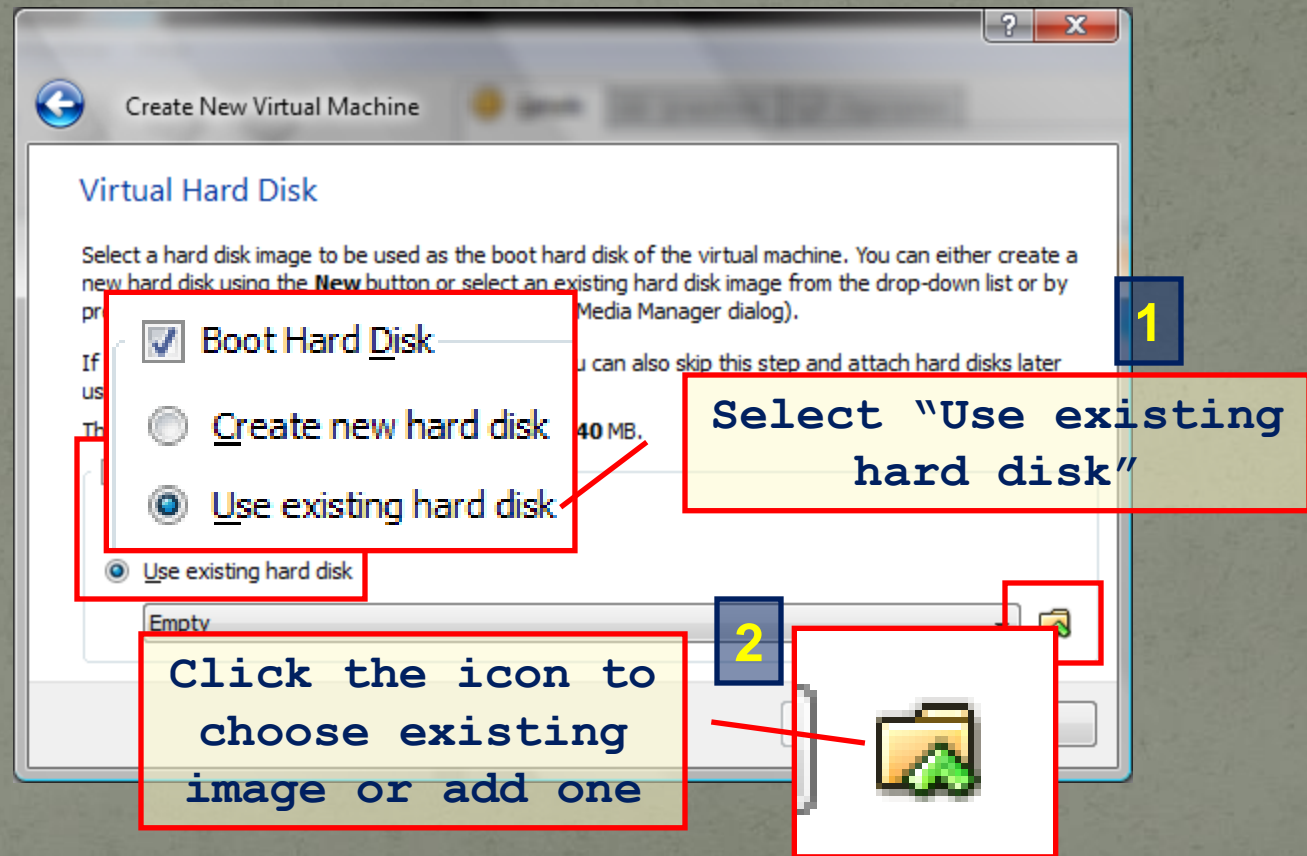 ?
X
Create New Virtual Machine
Virtual Hard Disk
Select a hard disk image to be used as the boot hard disk of the virtual machine. You can either create a
new hard disk using the New button or select an existing hard disk image from the drop-down list or by
Media Manager dialog).
If
can also skip this step and attach hard disks later
us
Th
40 MB.
Boot Hard Disk
Create new hard disk
Use existing hard disk
1
Select “Use existing
hard disk”
Use existing hard disk
Empty
2
Click the icon to
choose existing
image or add one